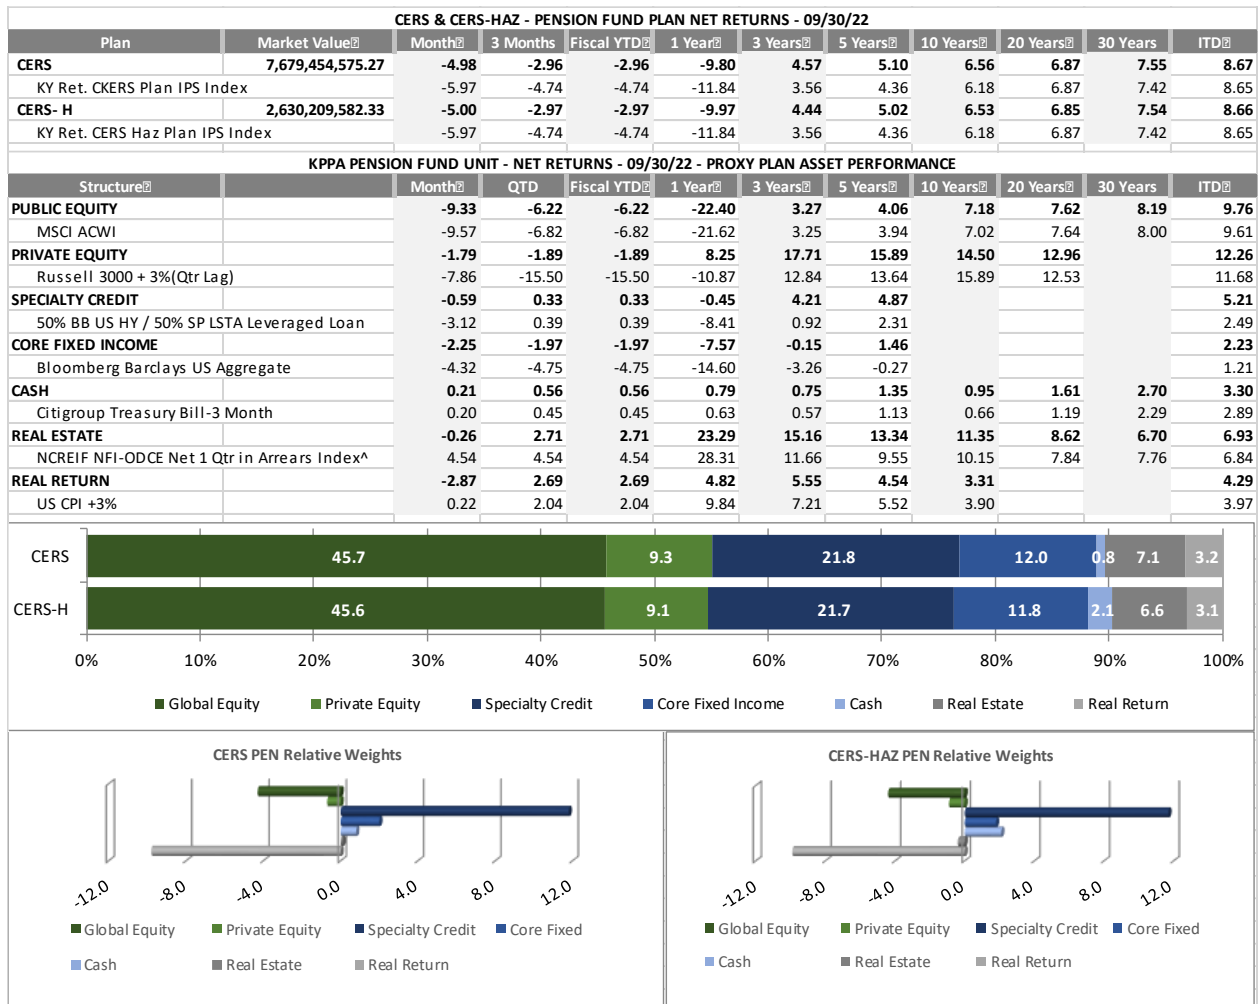 CERS & CERS-HAZ - PENSION FUND PLAN NET RETURNS - 09/30/22
Plan Market Value Month 3 Months Fiscal YTD 1 Year 3 Years 5 Years 10 Years 20 Years 30 Years ITD
CERS 7,679,454,575.27 -4.98 -2.96 -2.96 -9.80 4.57 5.10 6.56 6.87 7.55 8.67
KY Ret. CKERS Plan IPS Index -5.97 -4.74 -4.74 -11.84 3.56 4.36 6.18 6.87 7.42 8.65
CERS- H 2,630,209,582.33 -5.00 -2.97 -2.97 -9.97 4.44 5.02 6.53 6.85 7.54 8.66
KY Ret. CERS Haz Plan IPS Index -5.97 -4.74 -4.74 -11.84 3.56 4.36 6.18 6.87 7.42 8.65
KPPA PENSION FUND UNIT - NET RETURNS - 09/30/22 - PROXY PLAN ASSET PERFORMANCE
Structure Month QTD Fiscal YTD 1 Year 3 Years 5 Years 10 Years 20 Years 30 Years ITD
PUBLIC EQUITY -9.33 -6.22 -6.22 -22.40 3.27 4.06 7.18 7.62 8.19 9.76
MSCI ACWI -9.57 -6.82 -6.82 -21.62 3.25 3.94 7.02 7.64 8.00 9.61
PRIVATE EQUITY -1.79 -1.89 -1.89 8.25 17.71 15.89 14.50 12.96 12.26
Russell 3000 + 3%(Qtr Lag) -7.86 -15.50 -15.50 -10.87 12.84 13.64 15.89 12.53 11.68
SPECIALTY CREDIT -0.59 0.33 0.33 -0.45 4.21 4.87 5.21
50% BB US HY / 50% SP LSTA Leveraged Loan -3.12 0.39 0.39 -8.41 0.92 2.31 2.49
CORE FIXED INCOME -2.25 -1.97 -1.97 -7.57 -0.15 1.46 2.23
Bloomberg Barclays US Aggregate -4.32 -4.75 -4.75 -14.60 -3.26 -0.27 1.21
CASH 0.21 0.56 0.56 0.79 0.75 1.35 0.95 1.61 2.70 3.30
Citigroup Treasury Bill-3 Month 0.20 0.45 0.45 0.63 0.57 1.13 0.66 1.19 2.29 2.89
REAL ESTATE -0.26 2.71 2.71 23.29 15.16 13.34 11.35 8.62 6.70 6.93
NCREIF NFI-ODCE Net 1 Qtr in Arrears Index^ 4.54 4.54 4.54 28.31 11.66 9.55 10.15 7.84 7.76 6.84
REAL RETURN -2.87 2.69 2.69 4.82 5.55 4.54 3.31 4.29
US CPI +3% 0.22 2.04 2.04 9.84 7.21 5.52 3.90 3.97
CERS 45.7 9.3 21.8 12.0 0.8 7.1 3.2
CERS-H 45.6 9.1 21.7 11.8 2.1 6.6 3.1
0% 10% 20% 30% 40% 50% 60% 70% 80% 90% 100%
Global Equity Private Equity Specialty Credit Core Fixed Income Cash Real Estate Real Return
CERS PEN Relative Weights
-12.0 -8.0 -4.0 0.0 4.0 8.0 12.0
Global Equity Private Equity Specialty Credit Core Fixed
Cash Real Estate Real Return
CERS-HAZ PEN Relative Weights
-12.0 -8.0 -4.0 0.0 4.0 8.0 12.0
Global Equity Private Equity Specialty Credit Core Fixed
Cash Real Estate Real Return